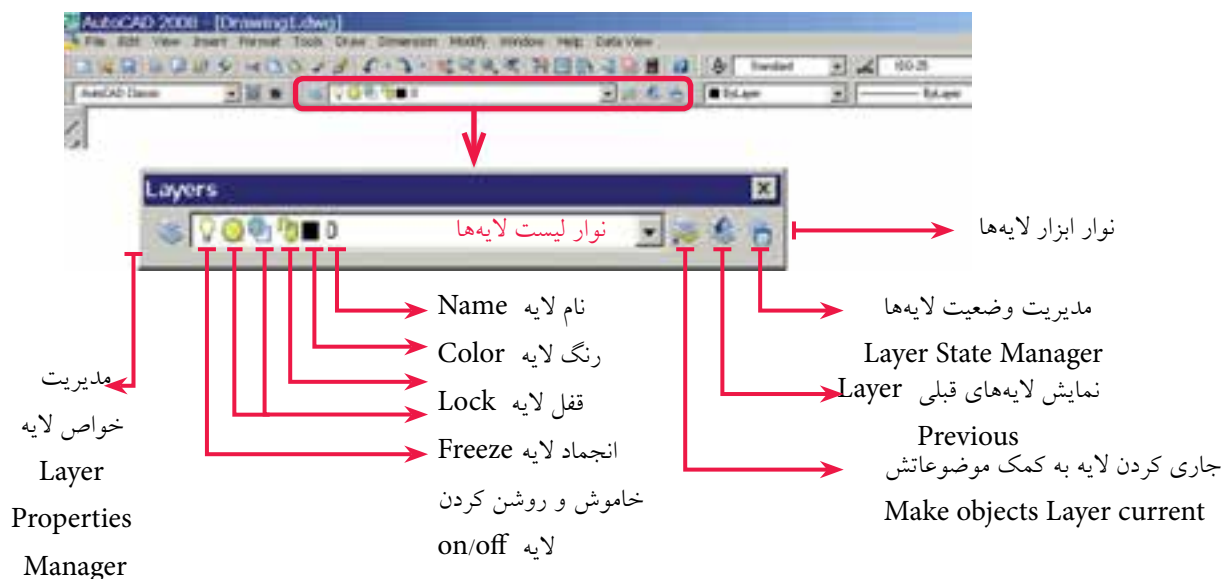 AutoCAD 2008 - [Drawing1.dwg]
File Edit View Insert Format Tools Draw Dimension Modify Window Help Data View
Standard ISO-25
AutoCAD Classic 0 ByLayer ByLayer
Layers
0 نوار لیست لایه‌ها
نوار ابزار لایه‌ها
نام لایه Name
رنگ لایه Color
قفل لایه Lock
انجماد لایه Freeze
خاموش و روشن کردن
لایه on/off
مدیریت وضعیت لایه‌ها
Layer State Manager
نمایش لایه‌های قبلی Layer
Previous
جاری کردن لایه به کمک موضوعاتش
Make objects Layer current
مدیریت
خواص لایه
Layer
Properties
Manager